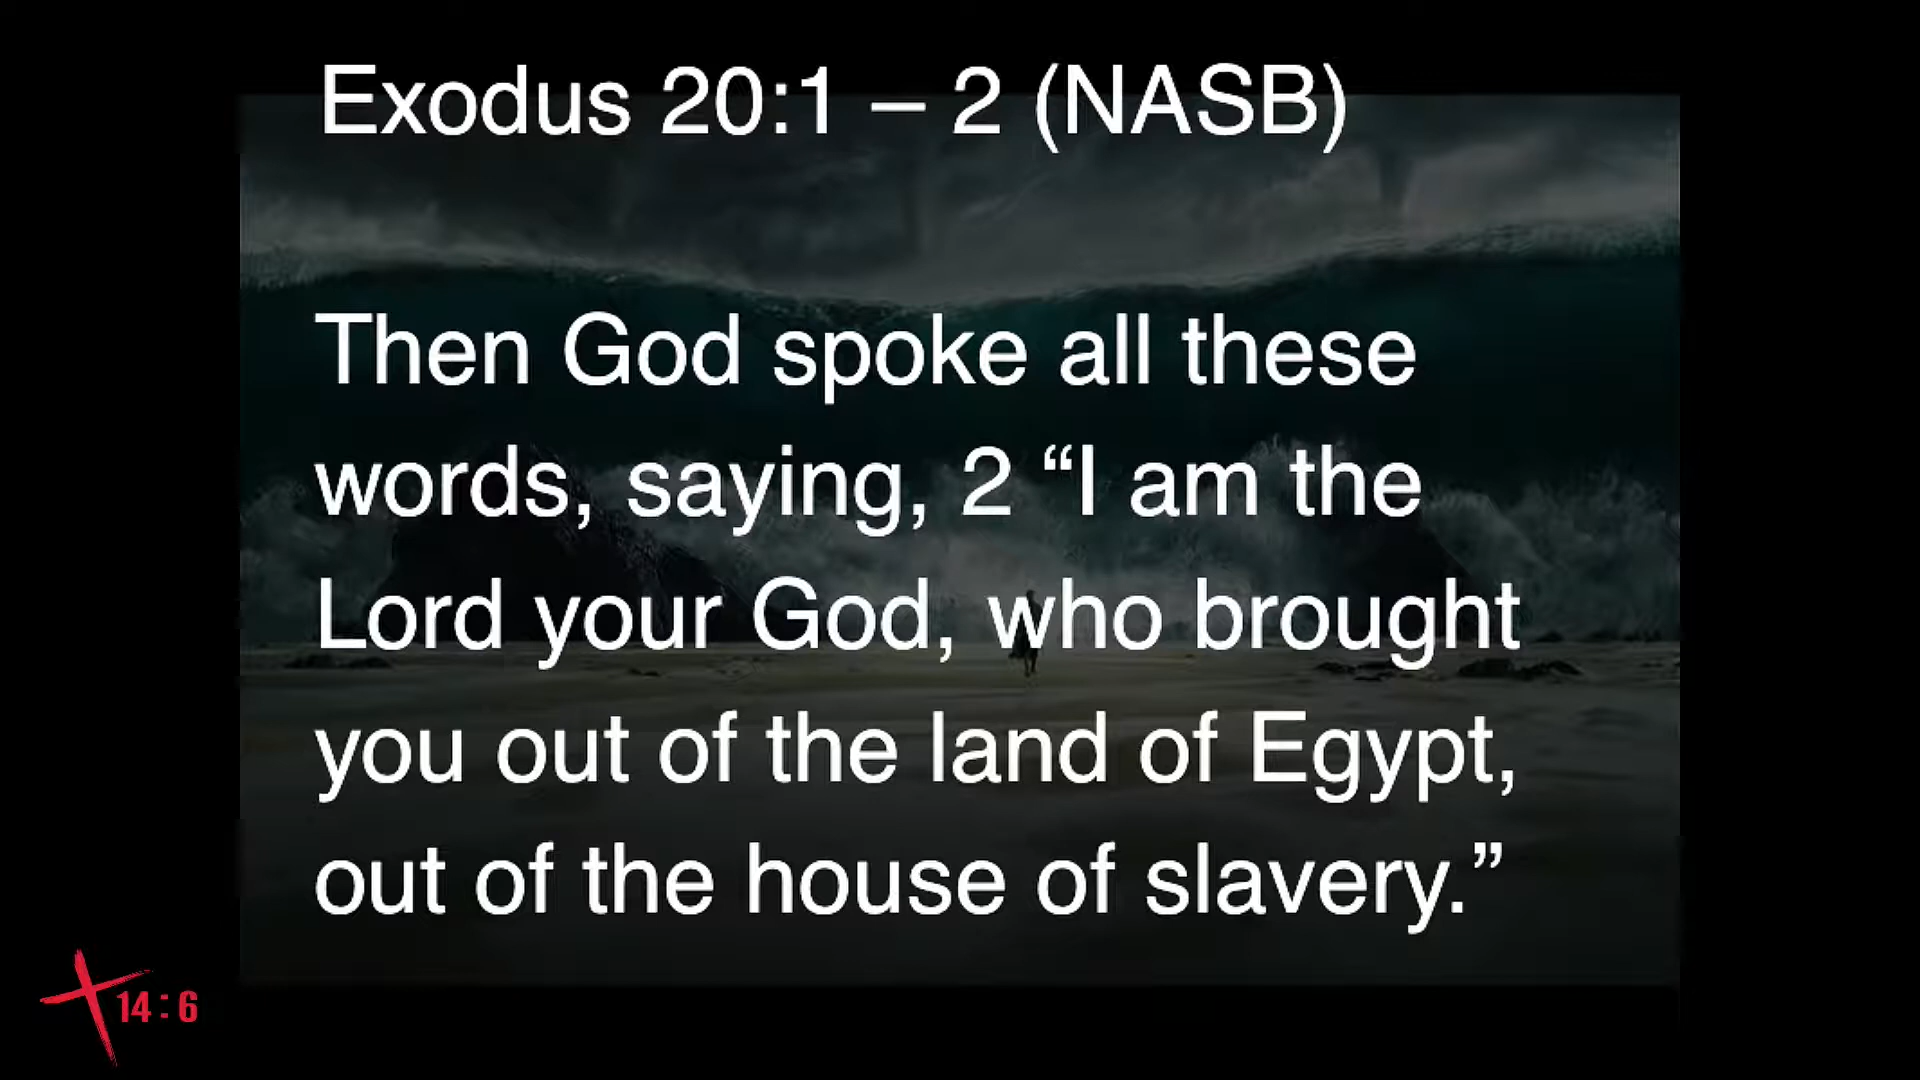 Exodus 20:1 – 2 (NASB)
Then God spoke all these
words, saying, 2 “I am the
Lord your God, who brought
you out of the land of Egypt,
out of the house of slavery.”
14:6